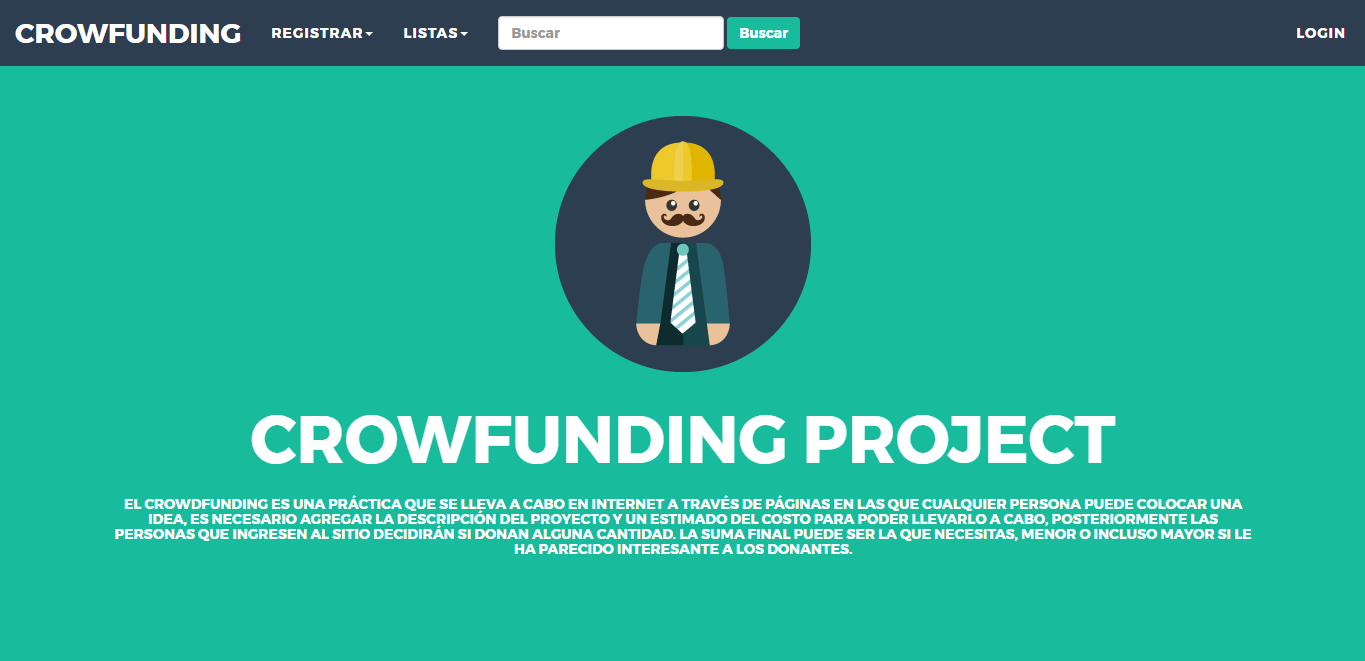 CROWFUNDING
REGISTRAR
LISTAS
Buscar
Buscar
LOGIN
CROWFUNDING PROJECT
EL CROWDFUNDING ES UNA PRÁCTICA QUE SE LLEVA A CABO EN INTERNET A TRAVÉS DE PÁGINAS EN LAS QUE CUALQUIER PERSONA PUEDE COLOCAR UNA
IDEA, ES NECESARIO AGREGAR LA DESCRIPCIÓN DEL PROYECTO Y UN ESTIMADO DEL COSTO PARA PODER LLEVARLO A CABO, POSTERIORMENTE LAS
PERSONAS QUE INGRESEN AL SITIO DECIDIRÁN SI DONAN ALGUNA CANTIDAD. LA SUMA FINAL PUEDE SER LA QUE NECESITAS, MENOR O INCLUSO MAYOR SI LE
HA PARECIDO INTERESANTE A LOS DONANTES.